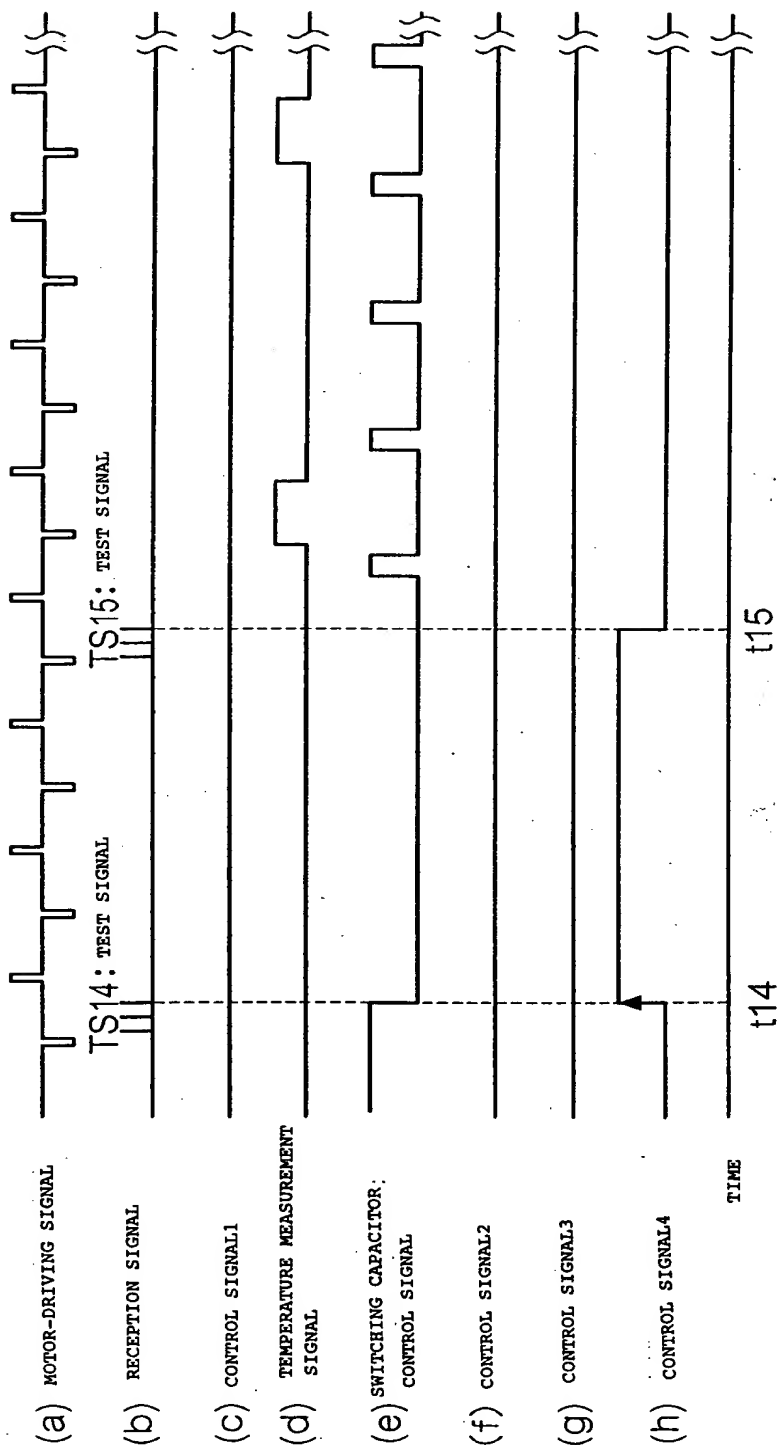 (a) MOTOR-DRIVING SIGNAL
TS14: TEST SIGNAL
TS15: TEST SIGNAL
(b) RECEPTION SIGNAL
(c) CONTROL SIGNAL1
(d) TEMPERATURE MEASUREMENT
SIGNAL
(e) SWITCHING CAPACITOR
CONTROL SIGNAL
(f) CONTROL SIGNAL2
(g) CONTROL SIGNAL3
(h) CONTROL SIGNAL4
TIME
t14
t15